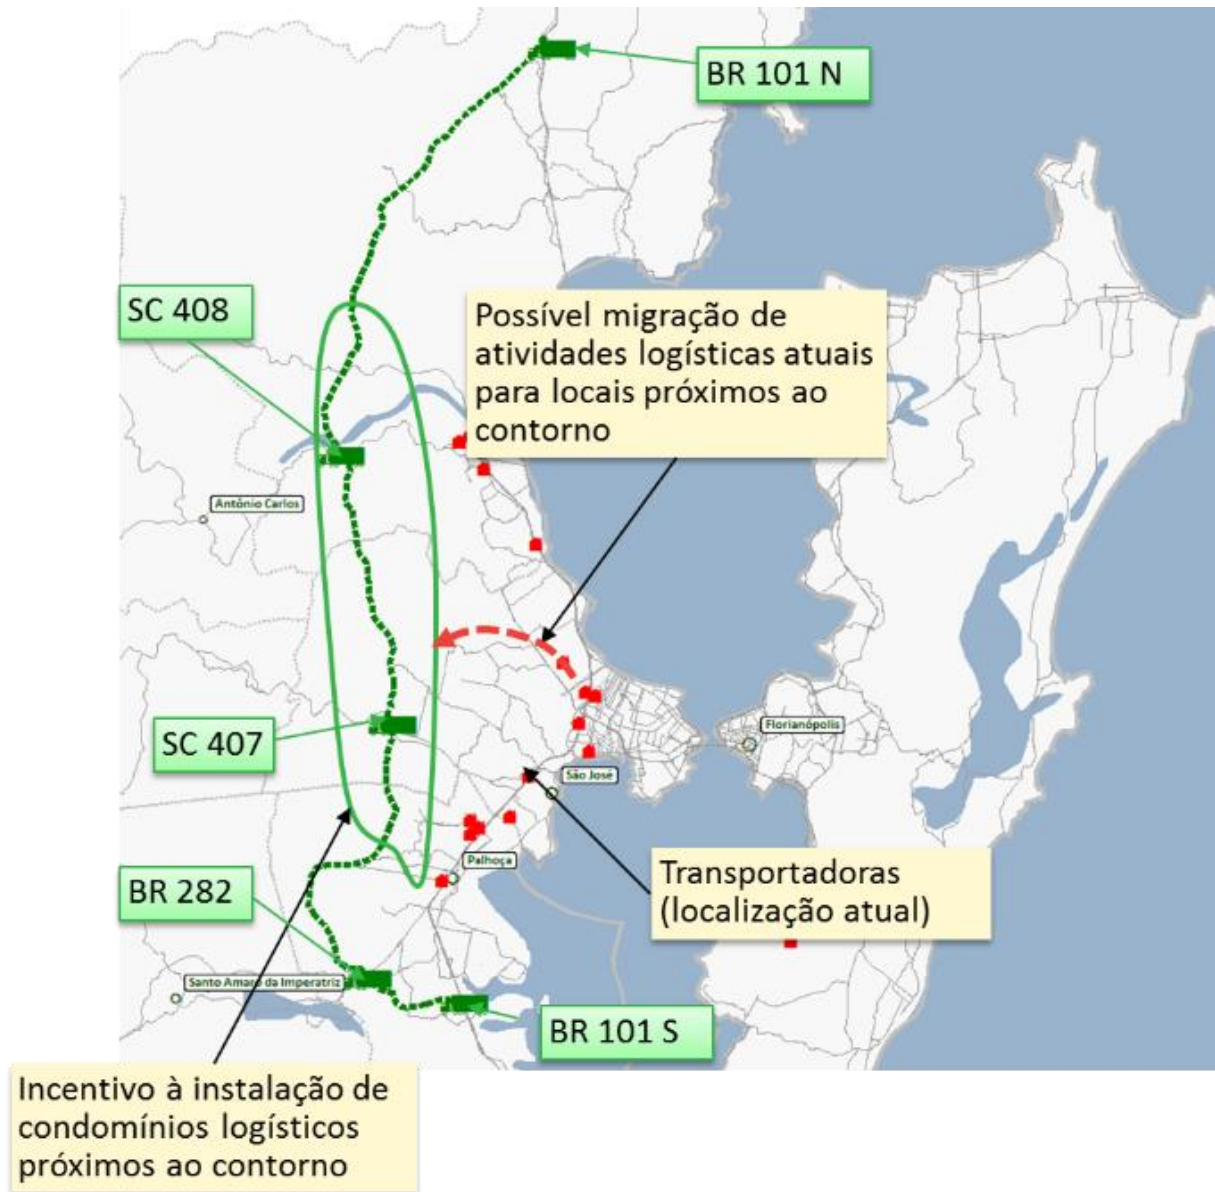 BR 101 N
SC 408
Possível migração de
atividades logísticas atuais
para locais próximos ao
contorno
Antônio Carlos
SC 407
Florianópolis
São José
Palhoça
Transportadoras
(localização atual)
BR 282
Santo Amaro da Imperatriz
BR 101 S
Incentivo à instalação de
condomínios logísticos
próximos ao contorno